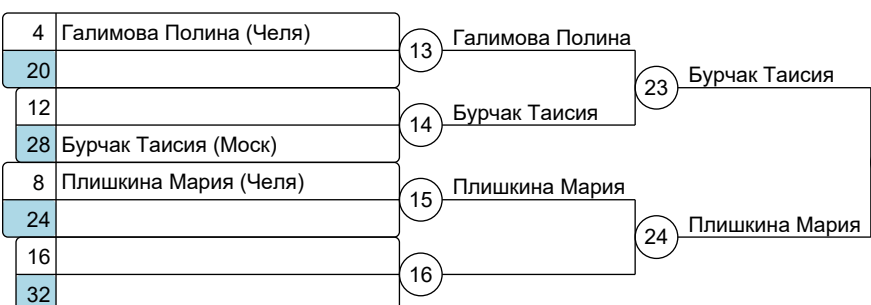 4 Галимова Полина (Челя)
20
13 Галимова Полина
23 Бурчак Таисия
12
28 Бурчак Таисия (Моск)
14 Бурчак Таисия
8 Плишкина Мария (Челя)
24
15 Плишкина Мария
24 Плишкина Мария
16
32
16